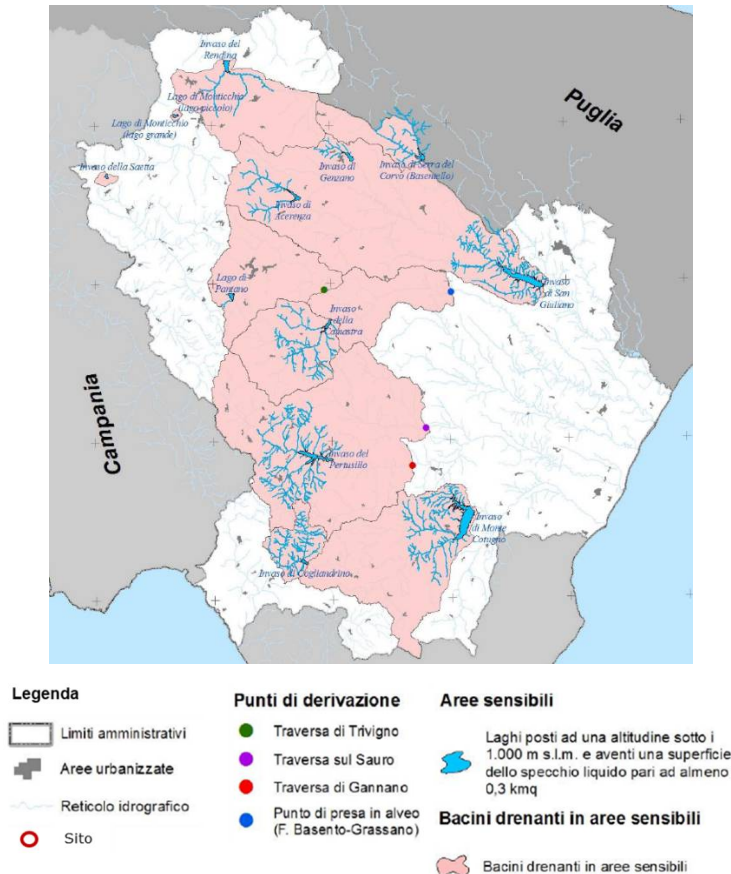 Invaso del
Rendina
Puglia
Lago di Monticchio
(lago piccolo)
Lago di Monticchio
(lago grande)
Invaso della Saetta
Invaso di
Genzano
Invaso di Serra del
Corvo (Basentello)
Invaso di
Acerenza
Lago di
Pantano
Invaso di San
Giuliano
Invaso
della
Camastra
Campania
Invaso del
Pertusillo
Invaso
di Monte
Cotugno
Invaso di Cogliandrino
Legenda
Limiti amministrativi
Aree urbanizzate
Reticolo idrografico
Sito
Punti di derivazione
Traversa di Trivigno
Traversa sul Sauro
Traversa di Gannano
Punto di presa in alveo
(F. Basento-Grassano)
Aree sensibili
Laghi posti ad una altitudine sotto i
1.000 m s.l.m. e aventi una superficie
dello specchio liquido pari ad almeno
0,3 kmq
Bacini drenanti in aree sensibili
Bacini drenanti in aree sensibili